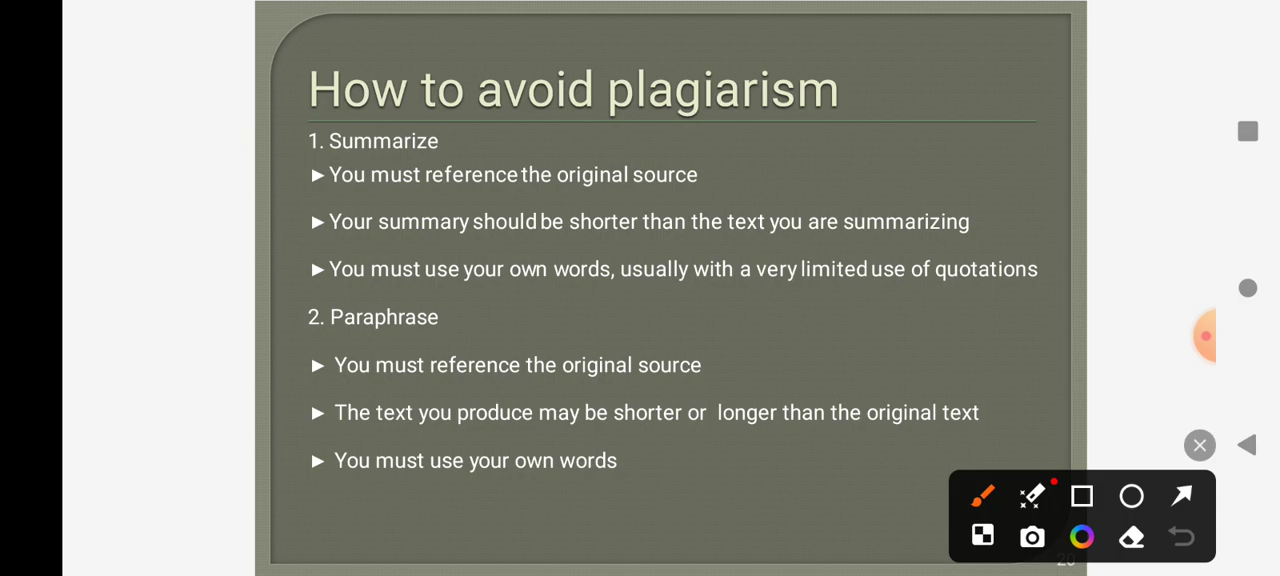 How to avoid plagiarism
1. Summarize
► You must reference the original source
► Your summary should be shorter than the text you are summarizing
► You must use your own words, usually with a very limited use of quotations
2. Paraphrase
► You must reference the original source
► The text you produce may be shorter or longer than the original text
► You must use your own words
20